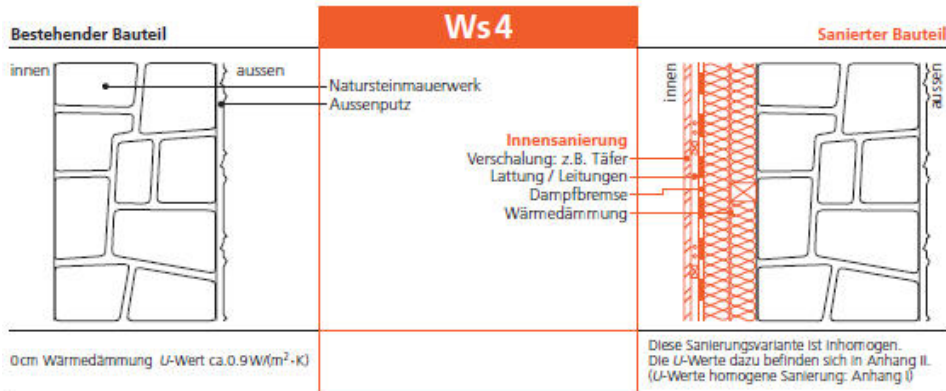 Ws 4
Bestehender Bauteil
Sanierter Bauteil
innen
aussen
Natursteinmauerwerk
Aussenputz
innen
aussen
Innensanierung
Verschalung: z.B. Täfer
Lattung / Leitungen
Dampfbremse
Wärmedämmung
0cm Wärmedämmung U-Wert ca.0.9 W/(m²·K)
Diese Sanierungsvariante ist inhomogen.
Die U-Werte dazu befinden sich in Anhang II.
(U-Werte homogene Sanierung: Anhang I)